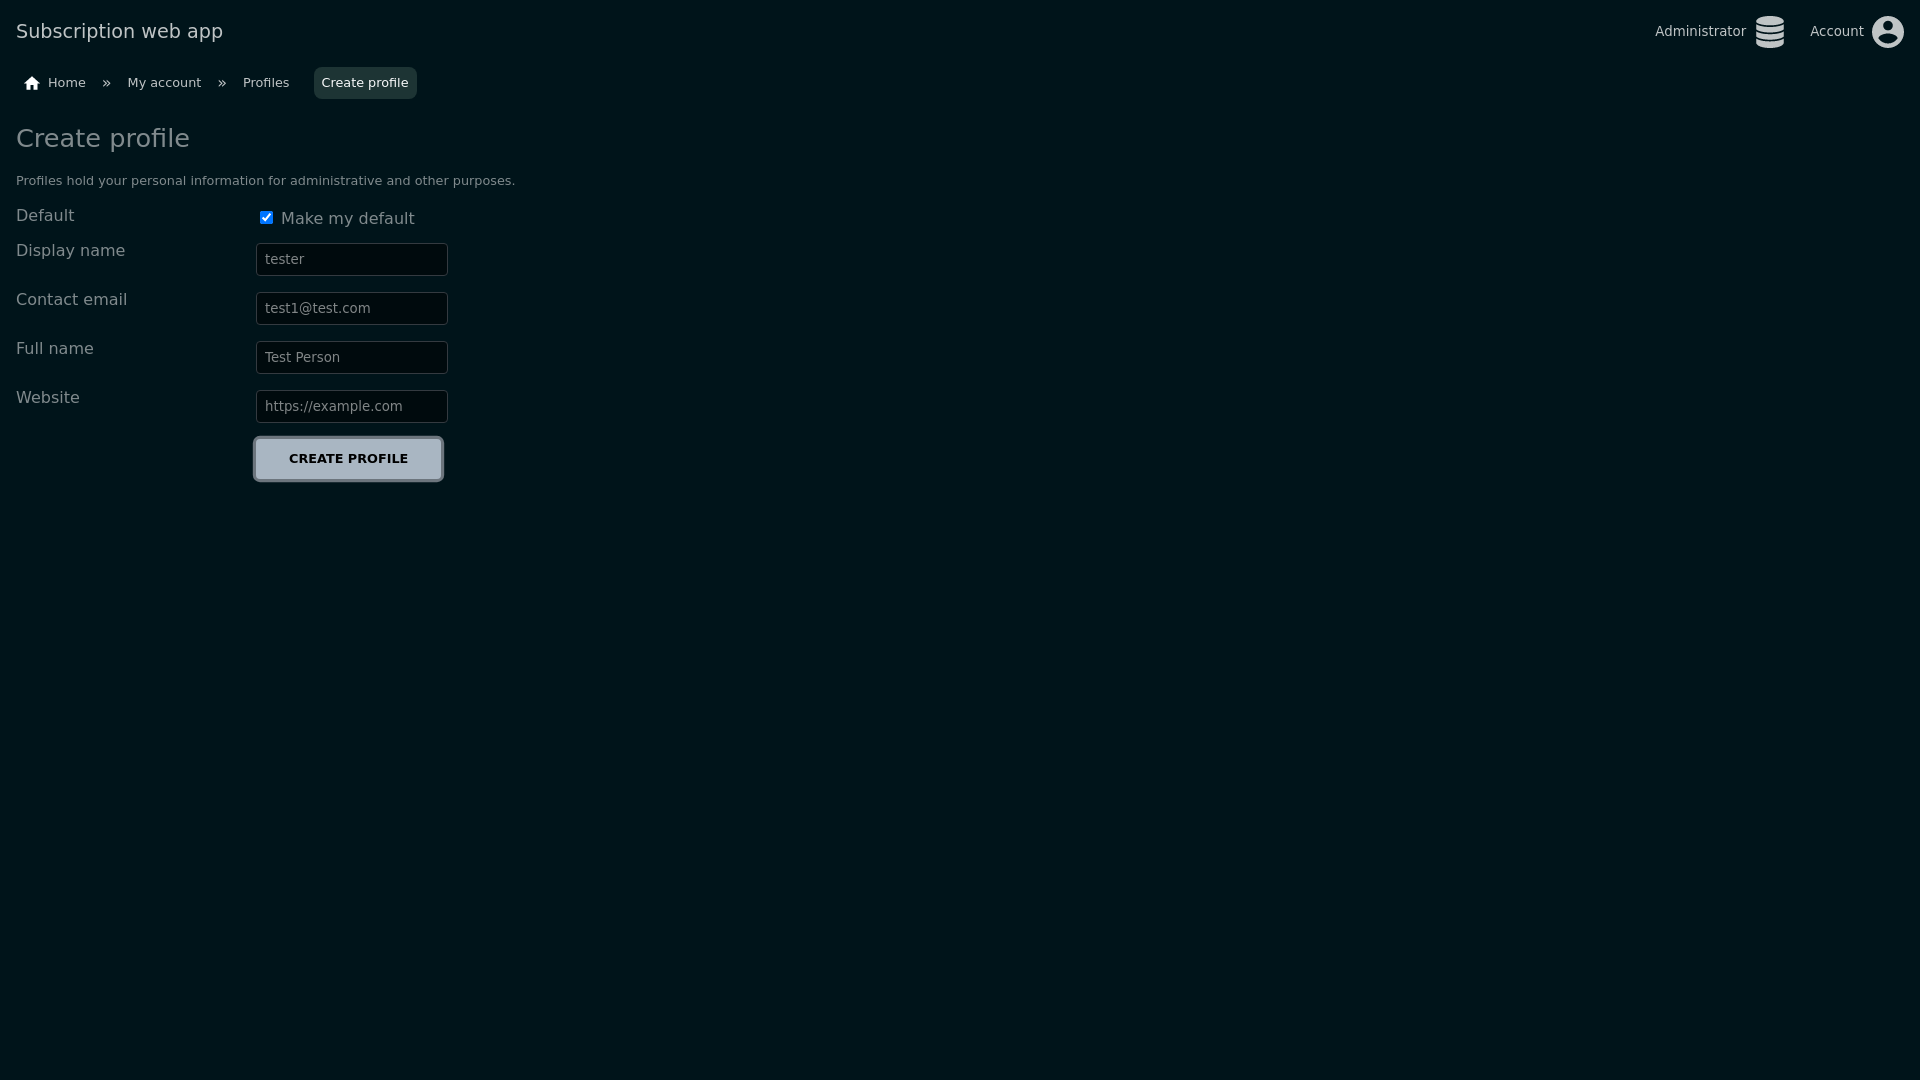 Subscription web app
Administrator
Account
Home » My account » Profiles Create profile
Create profile
Profiles hold your personal information for administrative and other purposes.
Default
Make my default
Display name
tester
Contact email
test1@test.com
Full name
Test Person
Website
https://example.com
CREATE PROFILE